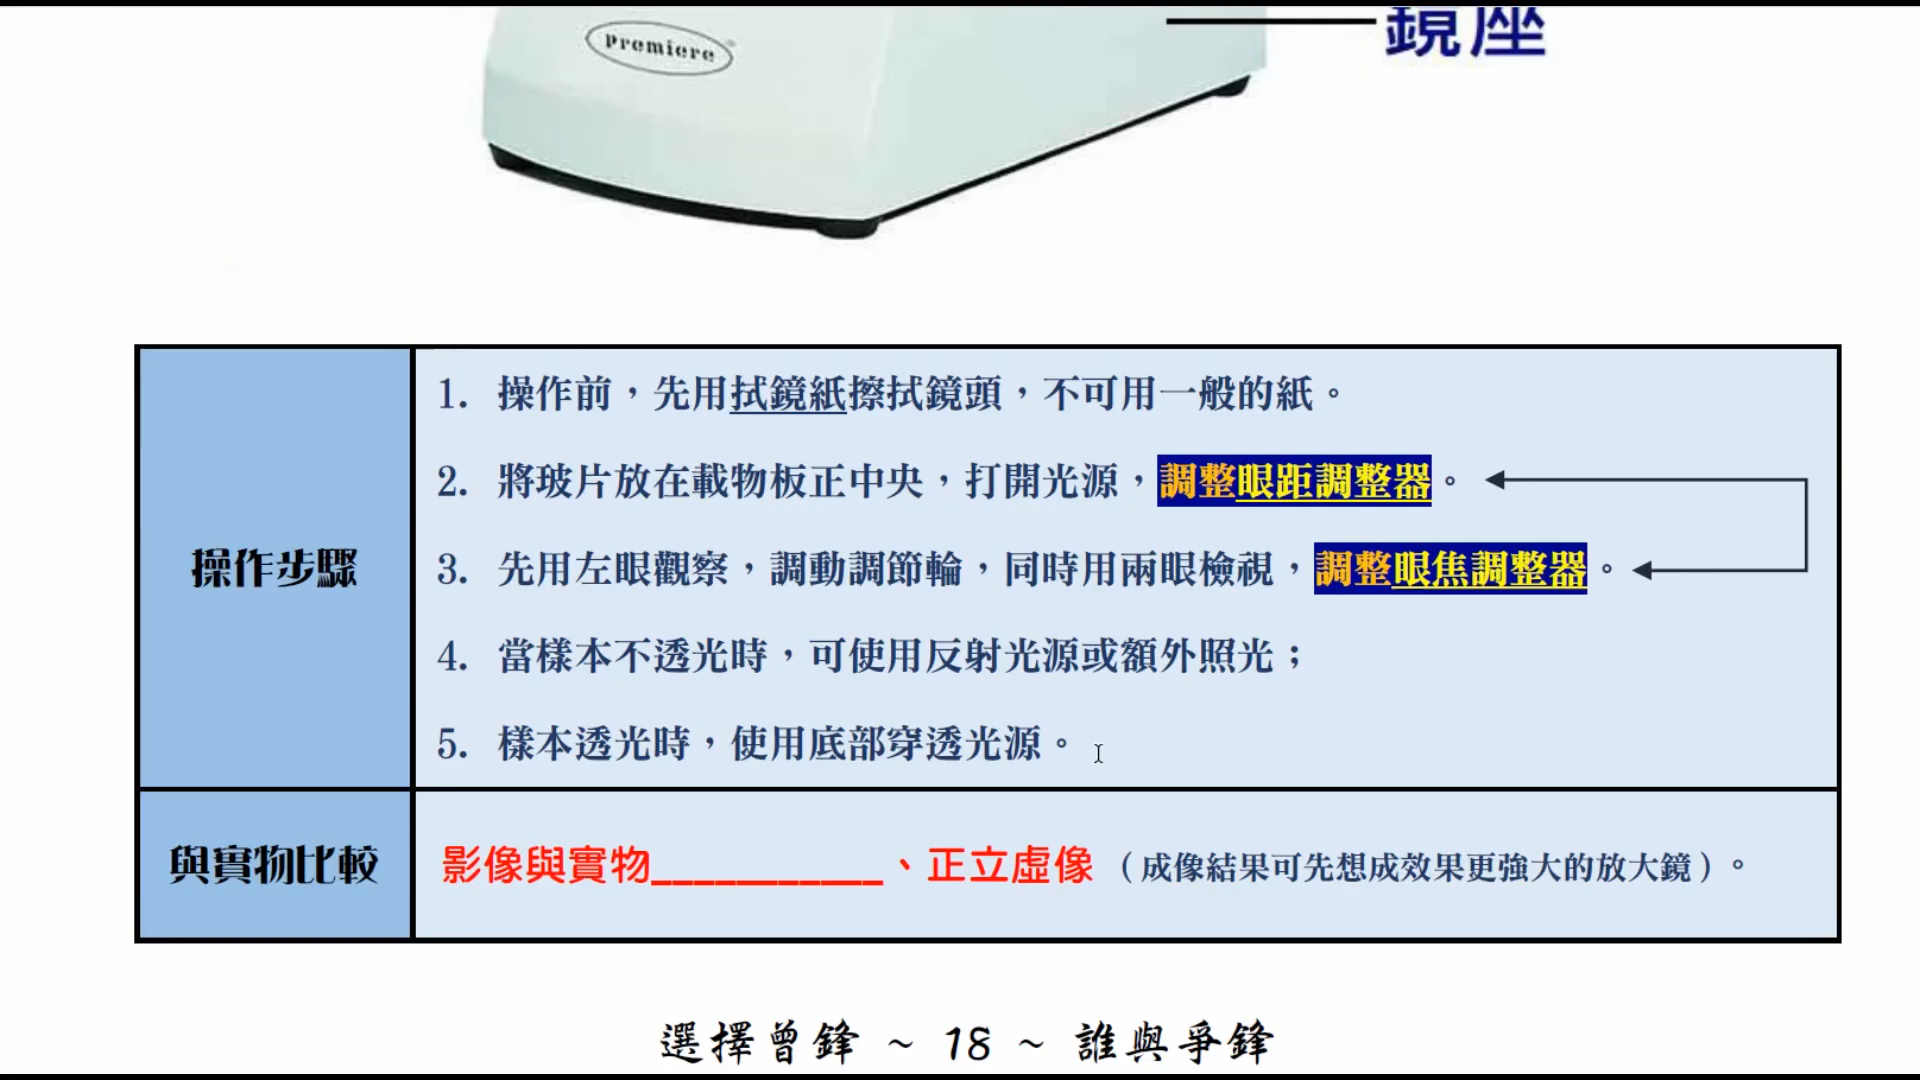 Premiere
鏡座
操作步驟
1. 操作前，先用拭鏡紙擦拭鏡頭，不可用一般的紙。
2. 將玻片放在載物板正中央，打開光源，調整眼距調整器。
3. 先用左眼觀察，調動調節輪，同時用兩眼檢視，調整眼焦調整器。
4. 當樣本不透光時，可使用反射光源或額外照光；
5. 樣本透光時，使用底部穿透光源。
與實物比較
影像與實物___________、正立虛像（成像結果可先想成效果更強大的放大鏡）。
選擇曾鋒 ~ 18 ~ 誰與爭鋒